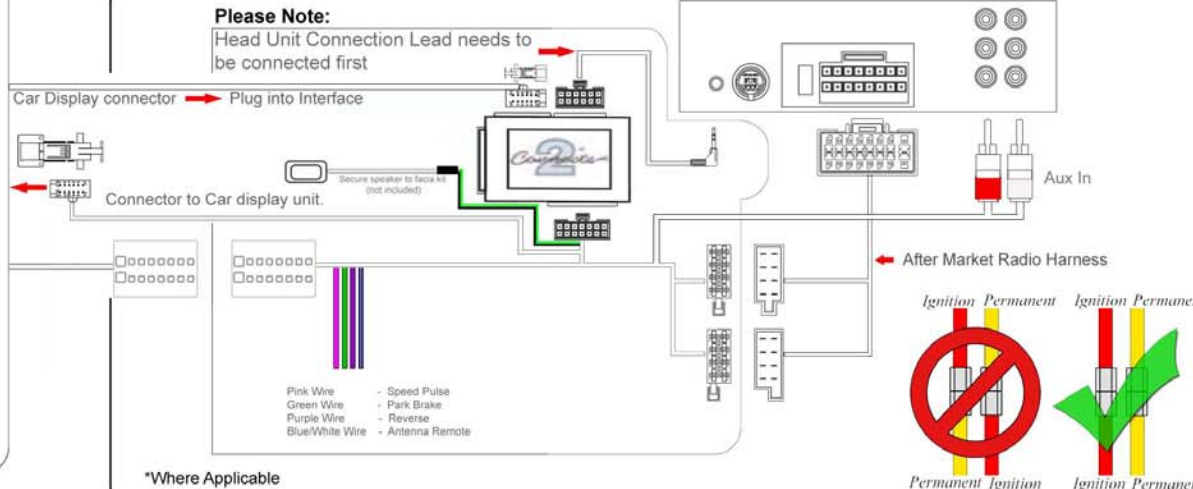 Please Note:
Head Unit Connection Lead needs to
be connected first
Car Display connector
Plug into Interface
Connects 2
Secure speaker to facia kit
(not included)
Connector to Car display unit.
Aux In
After Market Radio Harness
Ignition Permanent
Ignition Permanent
Pink Wire - Speed Pulse
Green Wire - Park Brake
Purple Wire - Reverse
Blue/White Wire - Antenna Remote
*Where Applicable
Permanent Ignition
Ignition Permanent